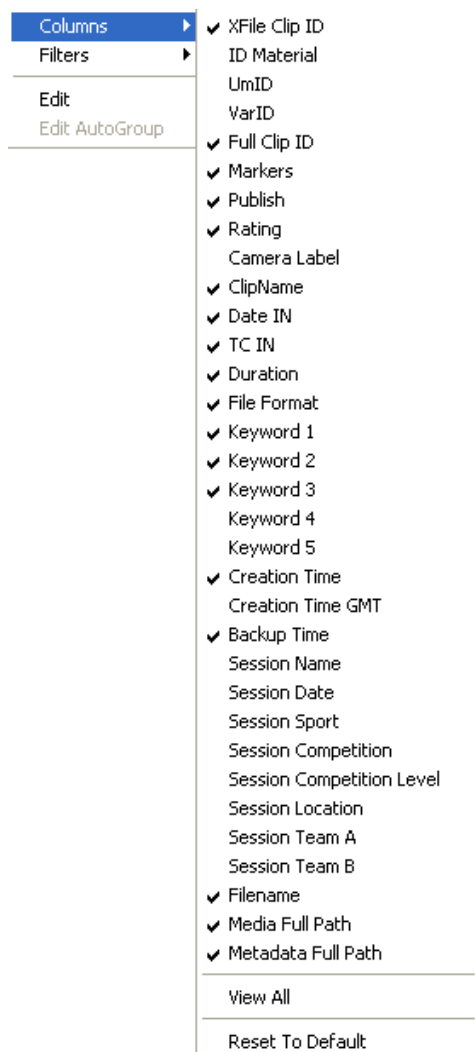 Columns
Filters
Edit
Edit AutoGroup
XFile Clip ID
ID Material
UmID
VarID
Full Clip ID
Markers
Publish
Rating
Camera Label
ClipName
Date IN
TC IN
Duration
File Format
Keyword 1
Keyword 2
Keyword 3
Keyword 4
Keyword 5
Creation Time
Creation Time GMT
Backup Time
Session Name
Session Date
Session Sport
Session Competition
Session Competition Level
Session Location
Session Team A
Session Team B
Filename
Media Full Path
Metadata Full Path
View All
Reset To Default